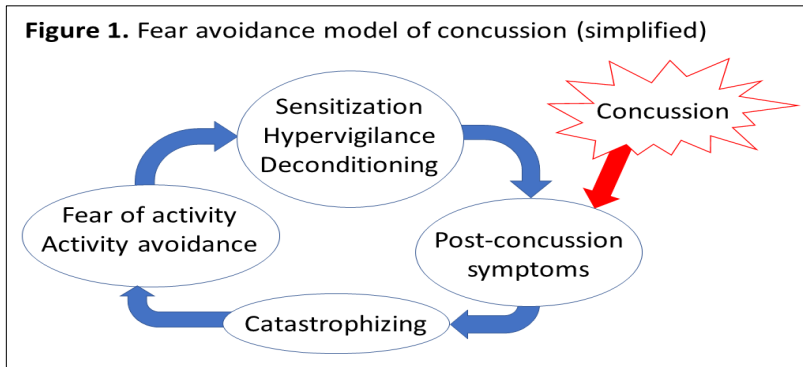 Figure 1. Fear avoidance model of concussion (simplified)
Sensitization
Hypervigilance
Deconditioning
Concussion
Fear of activity
Activity avoidance
Post-concussion
symptoms
Catastrophizing